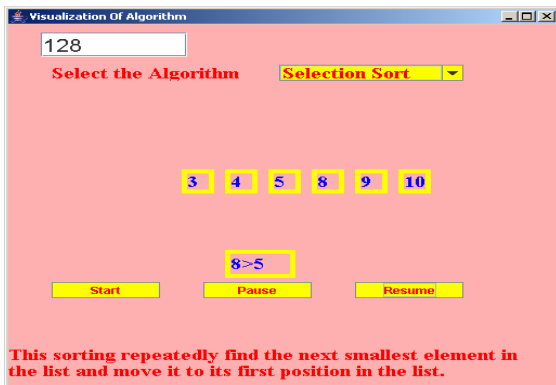 Visualization Of Algorithm
128
Select the Algorithm Selection Sort
3 4 5 8 9 10
8>5
Start Pause Resume
This sorting repeatedly find the next smallest element in
the list and move it to its first position in the list.